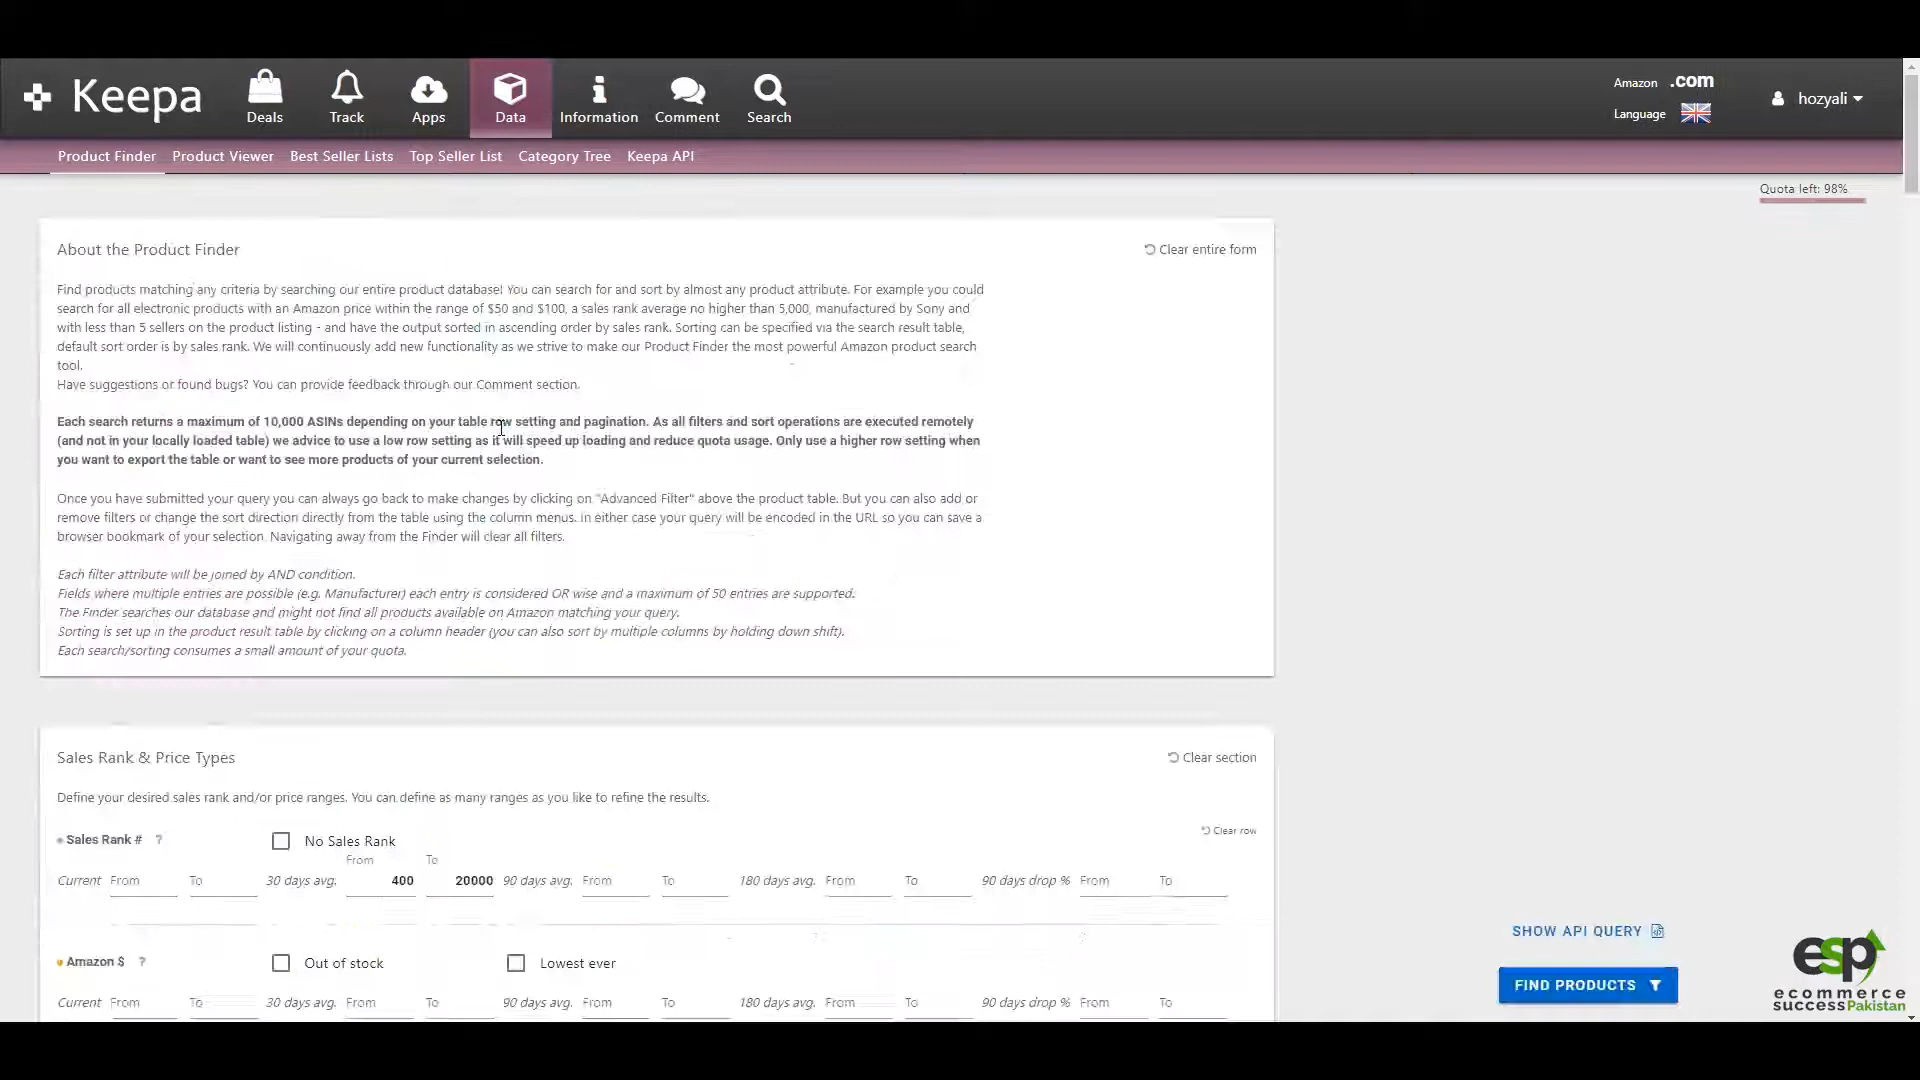 Keepa
Deals
Track
Apps
Data
Information
Comment
Search
Amazon .com
Language
hozyali
Product Finder
Product Viewer
Best Seller Lists
Top Seller List
Category Tree
Keepa API
Quota left: 98%
About the Product Finder
Clear entire form
Find products matching any criteria by searching our entire product database! You can search for and sort by almost any product attribute. For example you could
search for all electronic products with an Amazon price within the range of $50 and $100, a sales rank average no higher than 5,000, manufactured by Sony and
with less than 5 sellers on the product listing - and have the output sorted in ascending order by sales rank. Sorting can be specified via the search result table,
default sort order is by sales rank. We will continuously add new functionality as we strive to make our Product Finder the most powerful Amazon product search
tool.
Have suggestions or found bugs? You can provide feedback through our Comment section.
Each search returns a maximum of 10,000 ASINs depending on your table row setting and pagination. As all filters and sort operations are executed remotely
(and not in your locally loaded table) we advice to use a low row setting as it will speed up loading and reduce quota usage. Only use a higher row setting when
you want to export the table or want to see more products of your current selection.
Once you have submitted your query you can always go back to make changes by clicking on "Advanced Filter" above the product table. But you can also add or
remove filters or change the sort direction directly from the table using the column menus. In either case your query will be encoded in the URL so you can save a
browser bookmark of your selection. Navigating away from the Finder will clear all filters.
Each filter attribute will be joined by AND condition.
Fields where multiple entries are possible (e.g. Manufacturer) each entry is considered OR wise and a maximum of 50 entries are supported.
The Finder searches our database and might not find all products available on Amazon matching your query.
Sorting is set up in the product result table by clicking on a column header (you can also sort by multiple columns by holding down shift).
Each search/sorting consumes a small amount of your quota.
Sales Rank & Price Types
Clear section
Define your desired sales rank and/or price ranges. You can define as many ranges as you like to refine the results.
Sales Rank # ?
No Sales Rank
Clear row
From To
Current From To 30 days avg. 400 20000 90 days avg. From To 180 days avg. From To 90 days drop % From To
Amazon $ ?
Out of stock
Lowest ever
Current From To 30 days avg. From To 90 days avg. From To 180 days avg. From To 90 days drop % From To
SHOW API QUERY
FIND PRODUCTS
esp
ecommerce
successPakistan